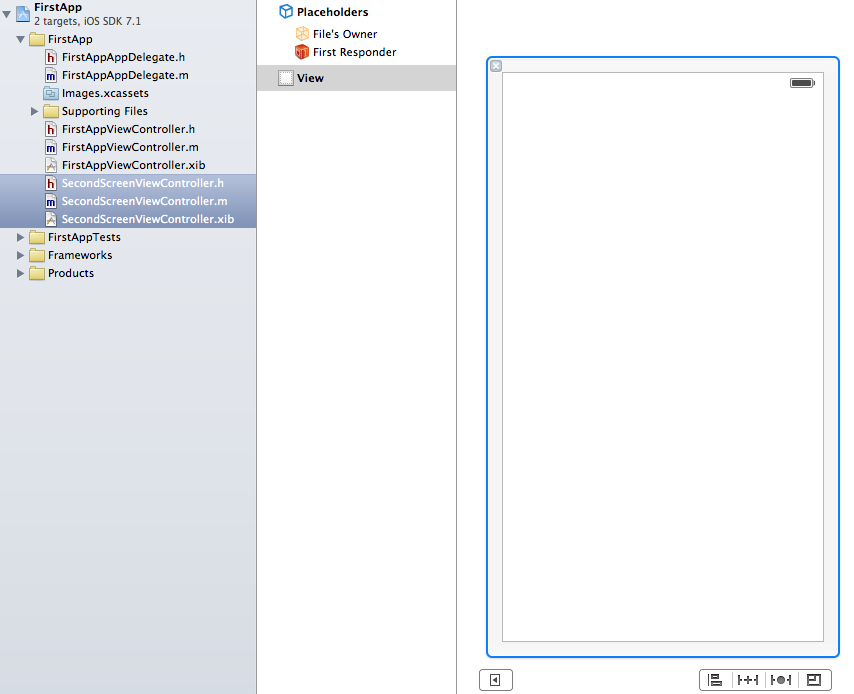 FirstApp
2 targets, iOS SDK 7.1
FirstApp
h FirstAppAppDelegate.h
m FirstAppAppDelegate.m
Images.xcassets
Supporting Files
h FirstAppViewController.h
m FirstAppViewController.m
FirstAppViewController.xib
h SecondScreenViewController.h
m SecondScreenViewController.m
SecondScreenViewController.xib
FirstAppTests
Frameworks
Products
Placeholders
File's Owner
First Responder
View